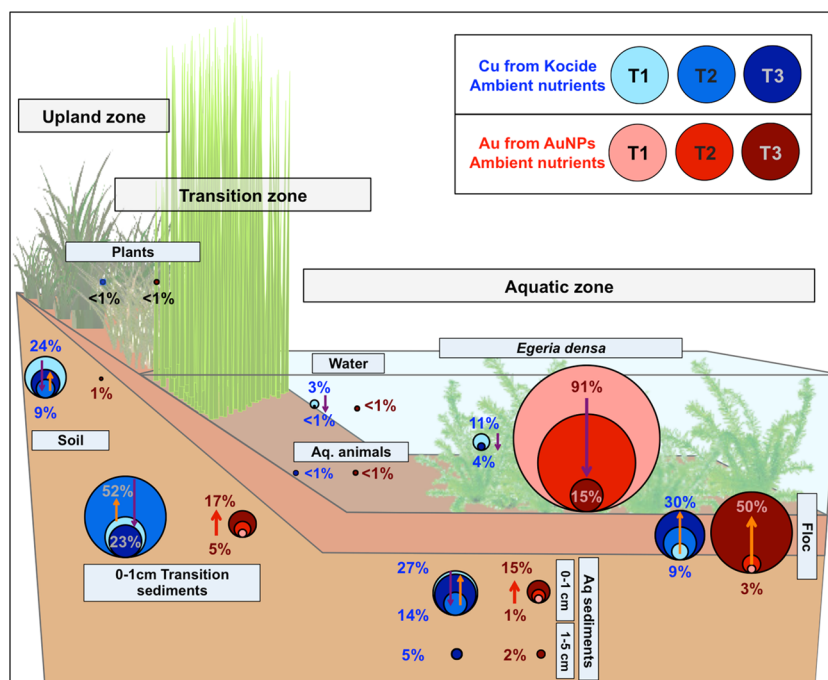 Cu from Kocide
Ambient nutrients
T1
T2
T3
Au from AuNPs
Ambient nutrients
T1
T2
T3
Upland zone
Transition zone
Plants
<1%
<1%
Aquatic zone
Egeria densa
Water
3%
<1%
<1%
24%
9%
1%
Soil
11%
4%
91%
15%
Aq. animals
<1%
<1%
52%
23%
17%
5%
0-1cm Transition
sediments
30%
9%
50%
3%
Floc
27%
14%
15%
1%
0-1 cm
Aq sediments
5%
2%
1-5 cm